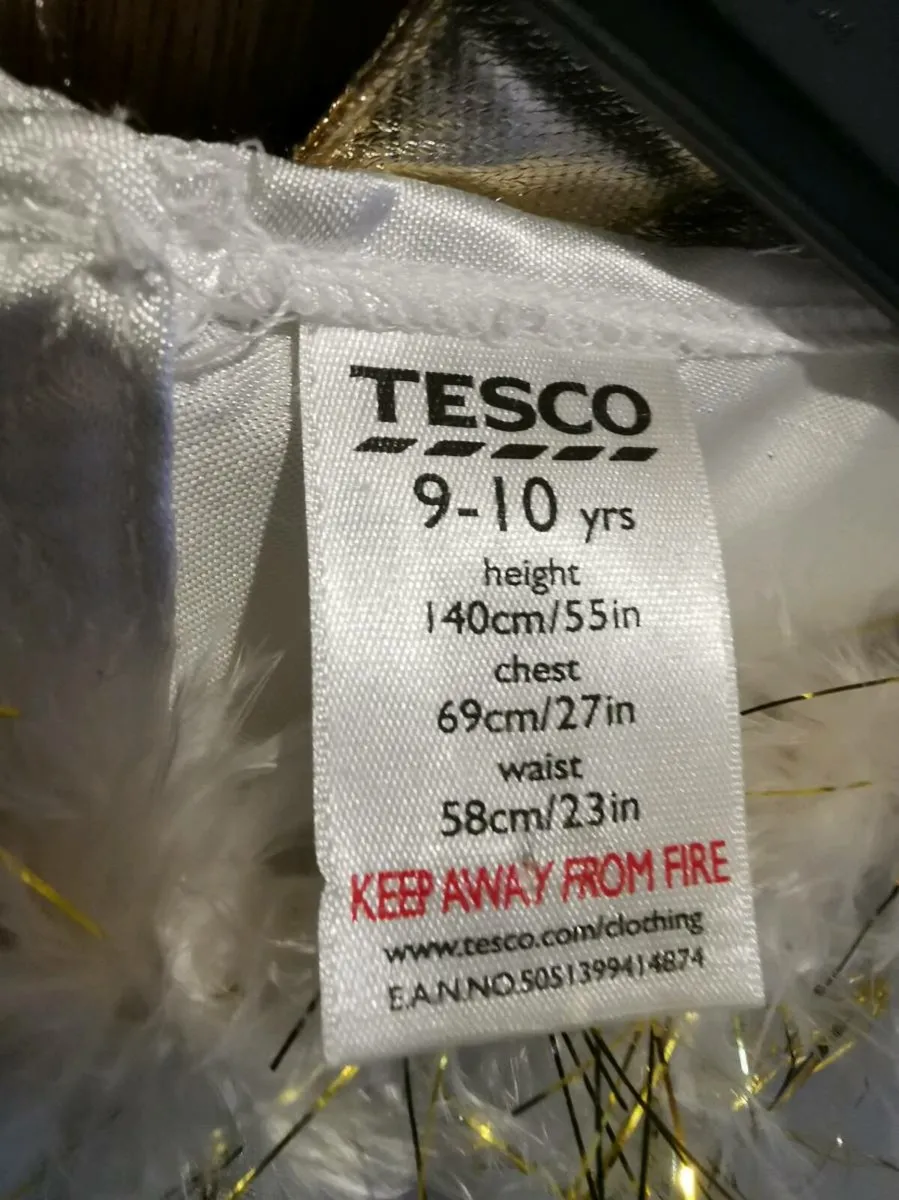 TESCO
9-10 yrs
height
140cm/55in
chest
69cm/27in
waist
58cm/23in
KEEP AWAY FROM FIRE
www.tesco.com/clothing
E.A.N.NO.5051399414874